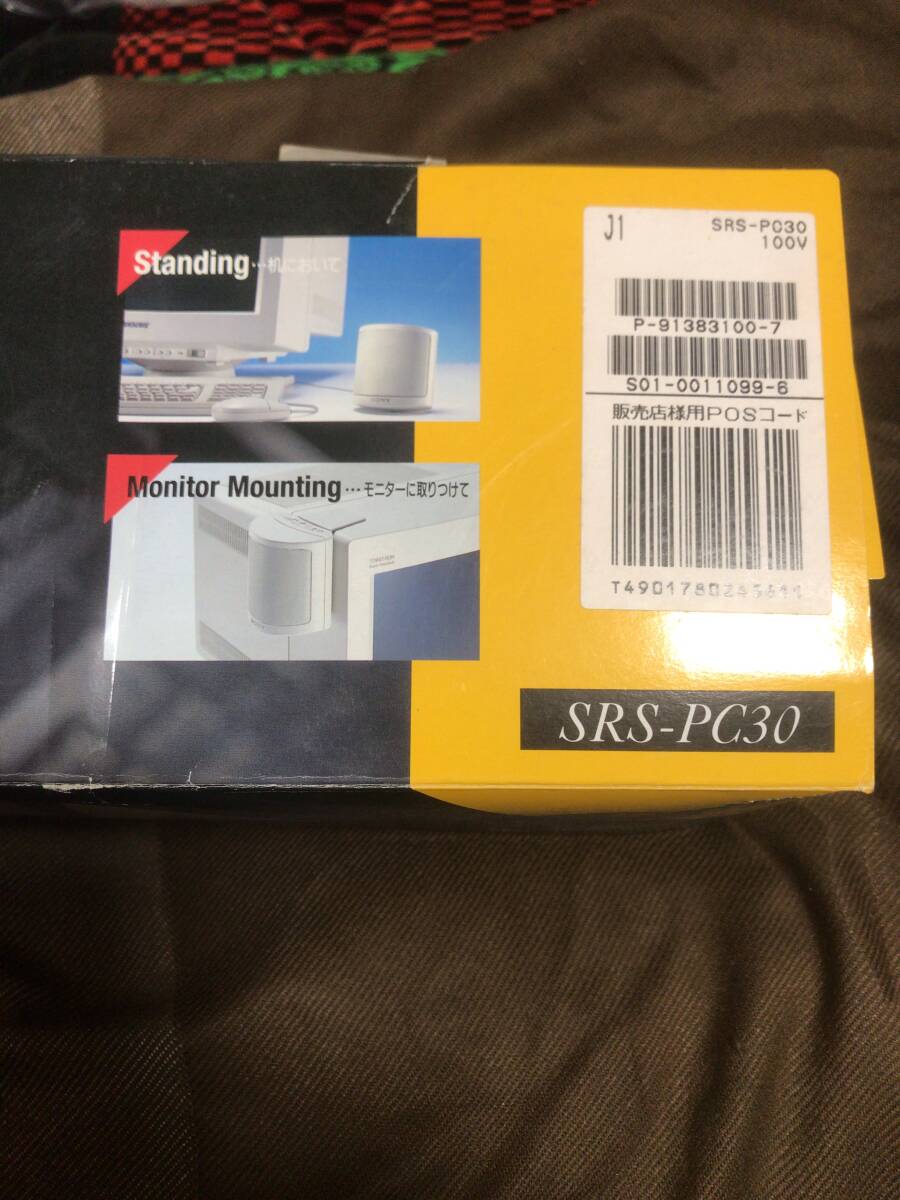 Standing…机において
SONY
Monitor Mounting…モニターに取りつけて
J1
SRS-PC30
100V
P-91383100-7
S01-0011099-6
販売店様用POSコード
SRS-PC30